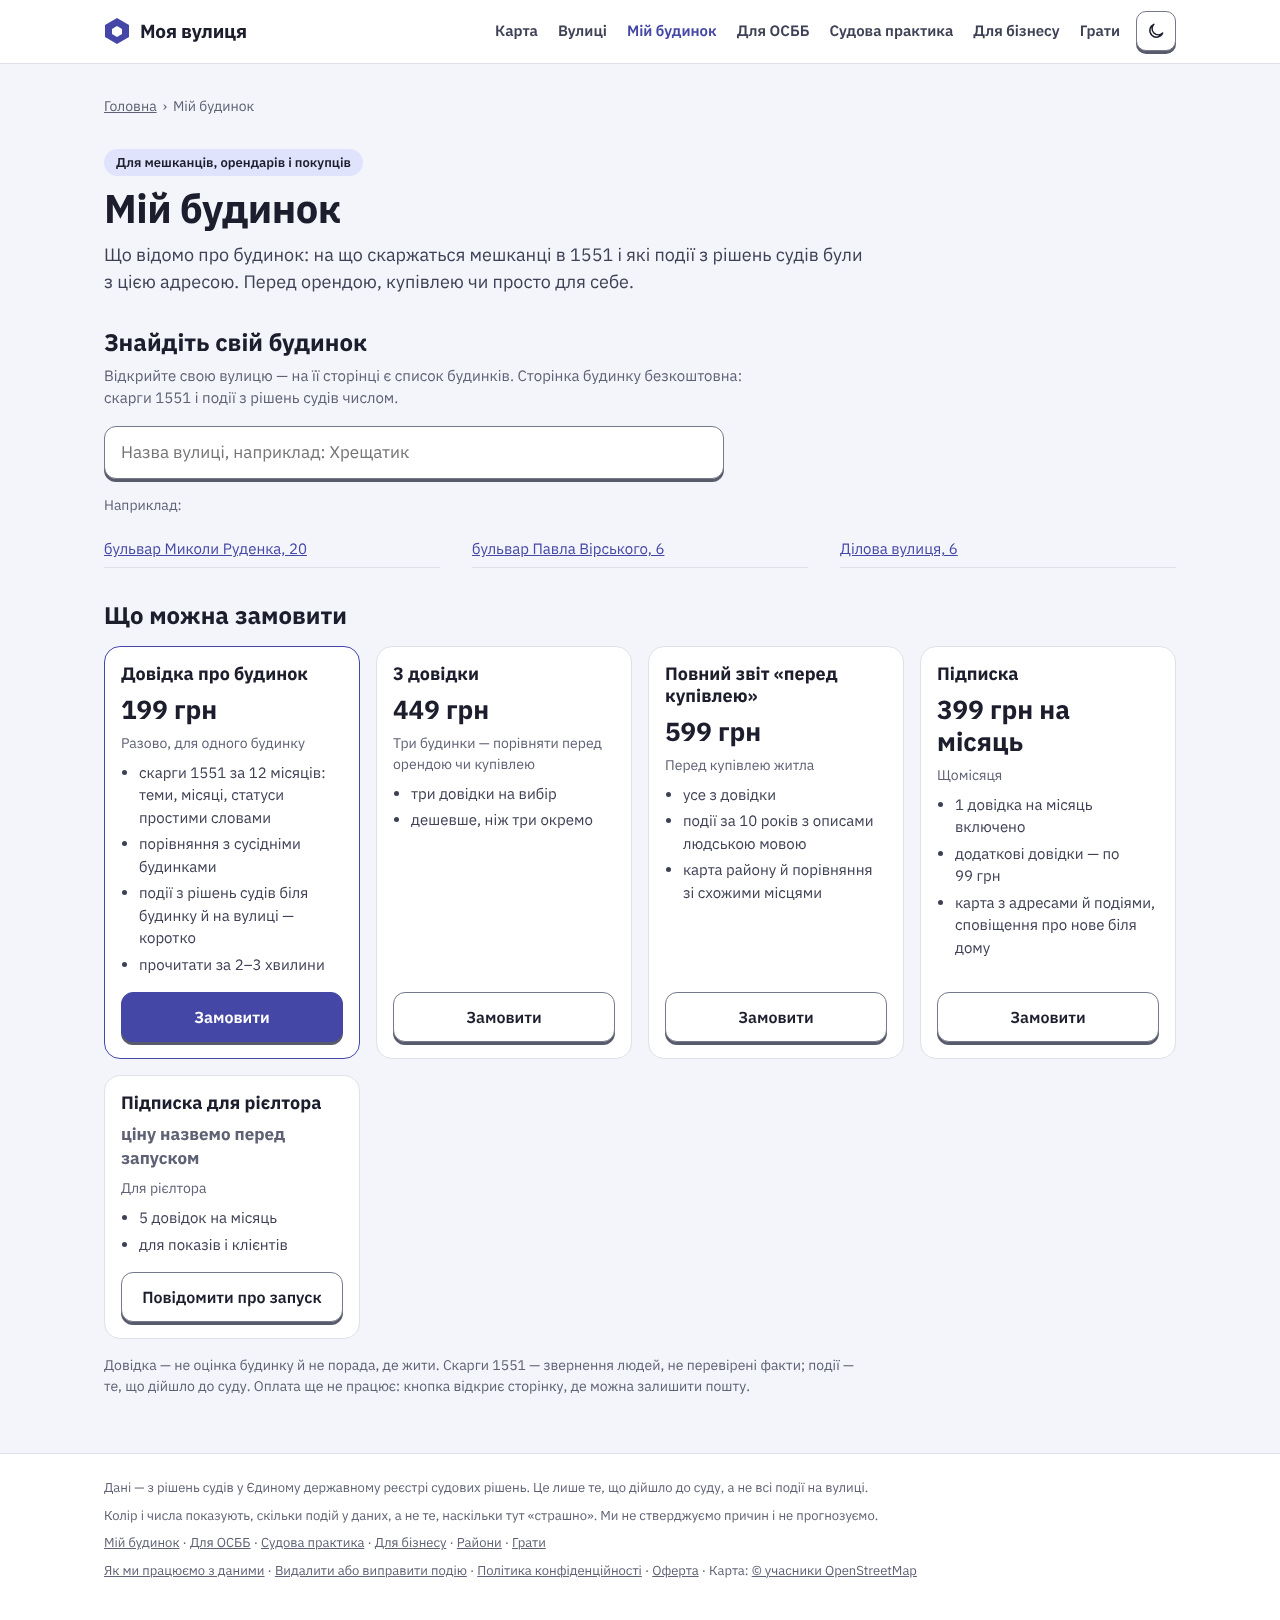 Моя вулиця
Карта Вулиці Мій будинок Для ОСББ Судова практика Для бізнесу Грати
Головна › Мій будинок
Для мешканців, орендарів і покупців
Мій будинок
Що відомо про будинок: на що скаржаться мешканці в 1551 і які події з рішень судів були
з цією адресою. Перед орендою, купівлею чи просто для себе.
Знайдіть свій будинок
Відкрийте свою вулицю — на її сторінці є список будинків. Сторінка будинку безкоштовна:
скарги 1551 і події з рішень судів числом.
Назва вулиці, наприклад: Хрещатик
Наприклад:
бульвар Миколи Руденка, 20
бульвар Павла Вірського, 6
Ділова вулиця, 6
Що можна замовити
Довідка про будинок
199 грн
Разово, для одного будинку
• скарги 1551 за 12 місяців:
теми, місяці, статуси
простими словами
• порівняння з сусідніми
будинками
• події з рішень судів біля
будинку й на вулиці —
коротко
• прочитати за 2–3 хвилини
Замовити
3 довідки
449 грн
Три будинки — порівняти перед
орендою чи купівлею
• три довідки на вибір
• дешевше, ніж три окремо
Замовити
Повний звіт «перед
купівлею»
599 грн
Перед купівлею житла
• усе з довідки
• події за 10 років з описами
людською мовою
• карта району й порівняння
зі схожими місцями
Замовити
Підписка
399 грн на
місяць
Щомісяця
• 1 довідка на місяць
включено
• додаткові довідки — по
99 грн
• карта з адресами й подіями,
сповіщення про нове біля
дому
Замовити
Підписка для рієлтора
ціну назвемо перед
запуском
Для рієлтора
• 5 довідок на місяць
• для показів і клієнтів
Повідомити про запуск
Довідка — не оцінка будинку й не порада, де жити. Скарги 1551 — звернення людей, не перевірені факти; події —
те, що дійшло до суду. Оплата ще не працює: кнопка відкриє сторінку, де можна залишити пошту.
Дані — з рішень судів у Єдиному державному реєстрі судових рішень. Це лише те, що дійшло до суду, а не всі події на вулиці.
Колір і числа показують, скільки подій у даних, а не те, наскільки тут «страшно». Ми не стверджуємо причин і не прогнозуємо.
Мій будинок · Для ОСББ · Судова практика · Для бізнесу · Райони · Грати
Як ми працюємо з даними · Видалити або виправити подію · Політика конфіденційності · Оферта · Карта: © учасники OpenStreetMap